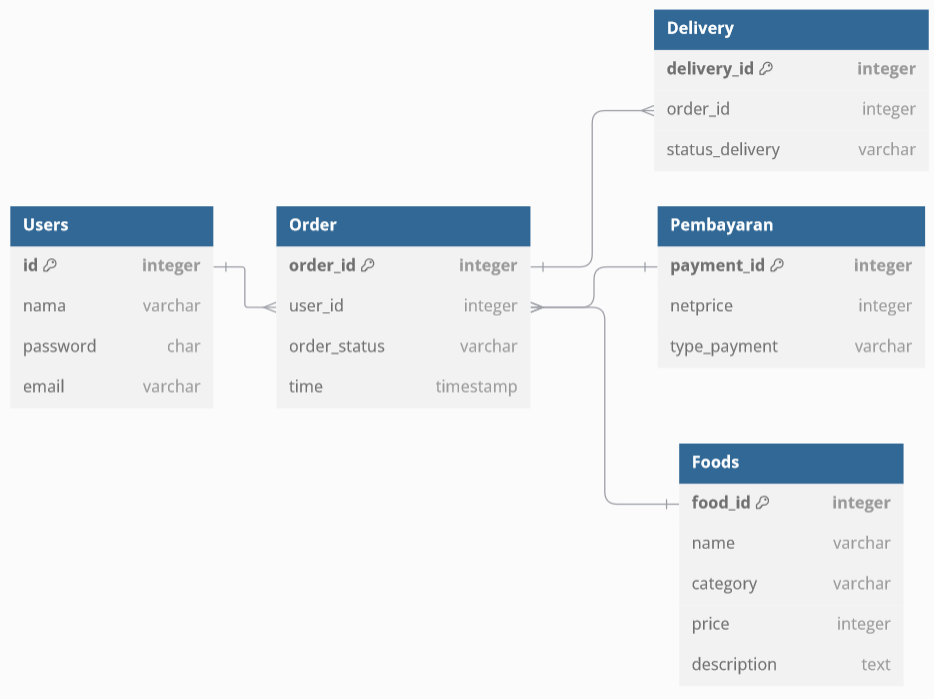 Delivery
delivery_id integer
order_id integer
status_delivery varchar
Users
id integer
nama varchar
password char
email varchar
Order
order_id integer
user_id integer
order_status varchar
time timestamp
Pembayaran
payment_id integer
netprice integer
type_payment varchar
Foods
food_id integer
name varchar
category varchar
price integer
description text